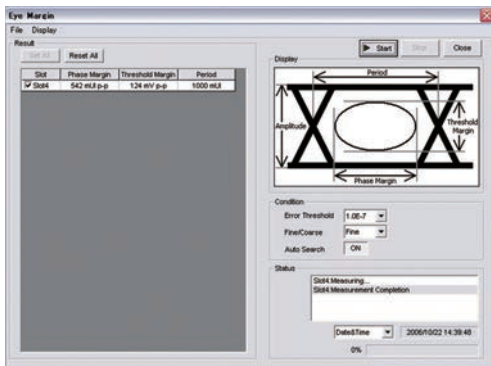 Eye Margin
File Display
Result
Set All Reset All
Slot Phase Margin Threshold Margin Period
Slot4 542 mUI p-p 124 mV p-p 1000 mUI
Start Stop Close
Display
Period
Amplitude
Threshold
Margin
Phase Margin
Condition
Error Threshold 1.0E-7
Fine/Coarse Fine
Auto Search ON
Status
Slot4:Measuring...
Slot4:Measurement Completion
Date&Time 2008/10/22 14:39:48
0%